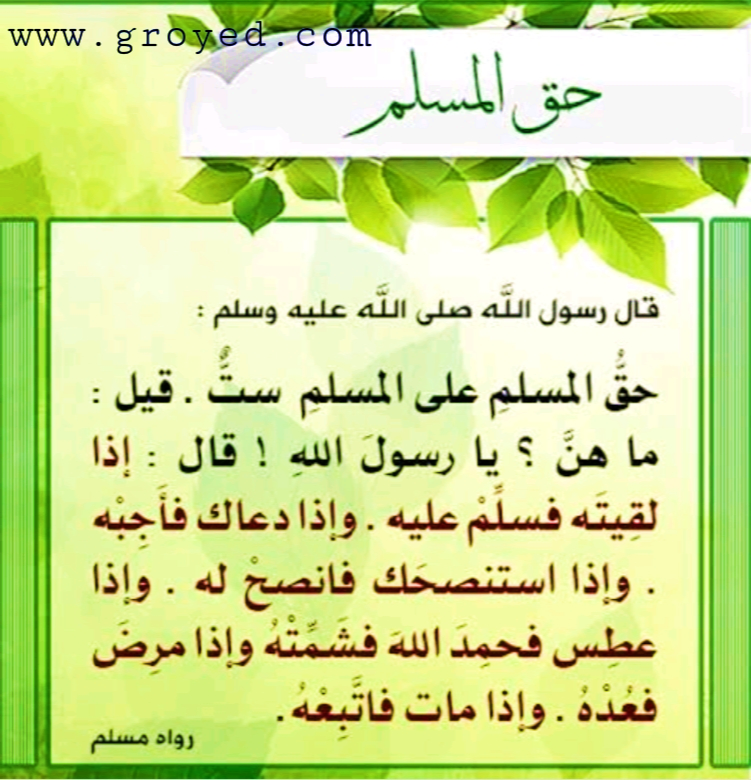 www.groyed.com
حق المسلم
قال رسول اللَّه صلى اللَّه عليه وسلم :
حقُّ المسلمِ على المسلمِ ستٌّ . قيل :
ما هنَّ ؟ يا رسولَ اللهِ ! قال : إذا
لقِيتَه فسلِّمْ عليه . وإذا دعاك فأَجِبْه
. وإذا استنصحَك فانصحْ له . وإذا
عطِس فحمِدَ اللهَ فشَمِّتْهُ وإذا مرِضَ
فعُدْهُ . وإذا مات فاتَّبِعْهُ .
رواه مسلم